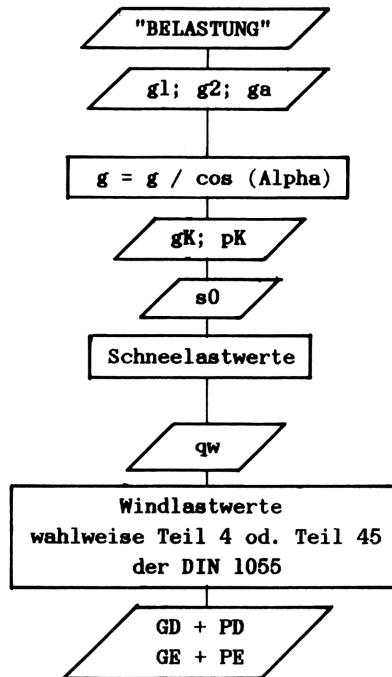 "BELASTUNG"
g1; g2; ga
g = g / cos (Alpha)
gK; pK
s0
Schneelastwerte
qw
Windlastwerte
wahlweise Teil 4 od. Teil 45
der DIN 1055
GD + PD
GE + PE